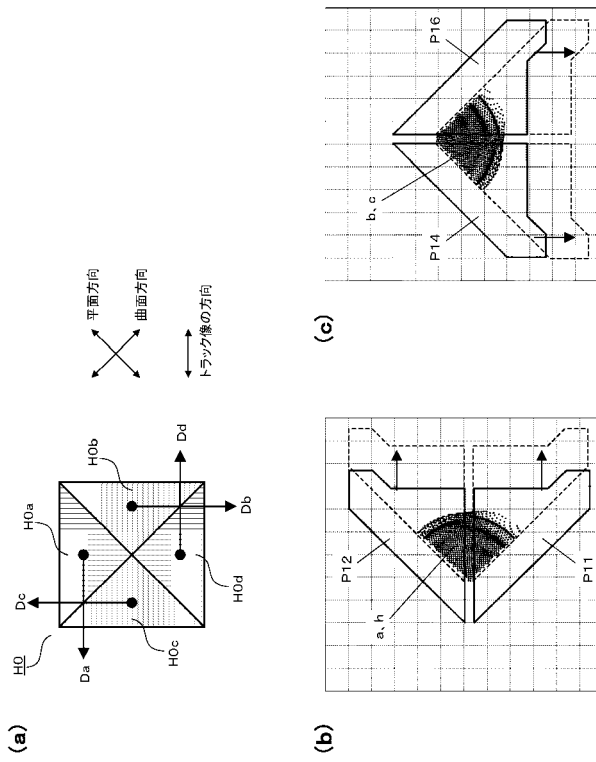 (a)
H0
H0a
H0b
H0c
H0d
Da
Db
Dc
Dd
平面方向
曲面方向
トラック像の方向
(b)
P12
P11
a、h
(c)
P14
P16
b、c